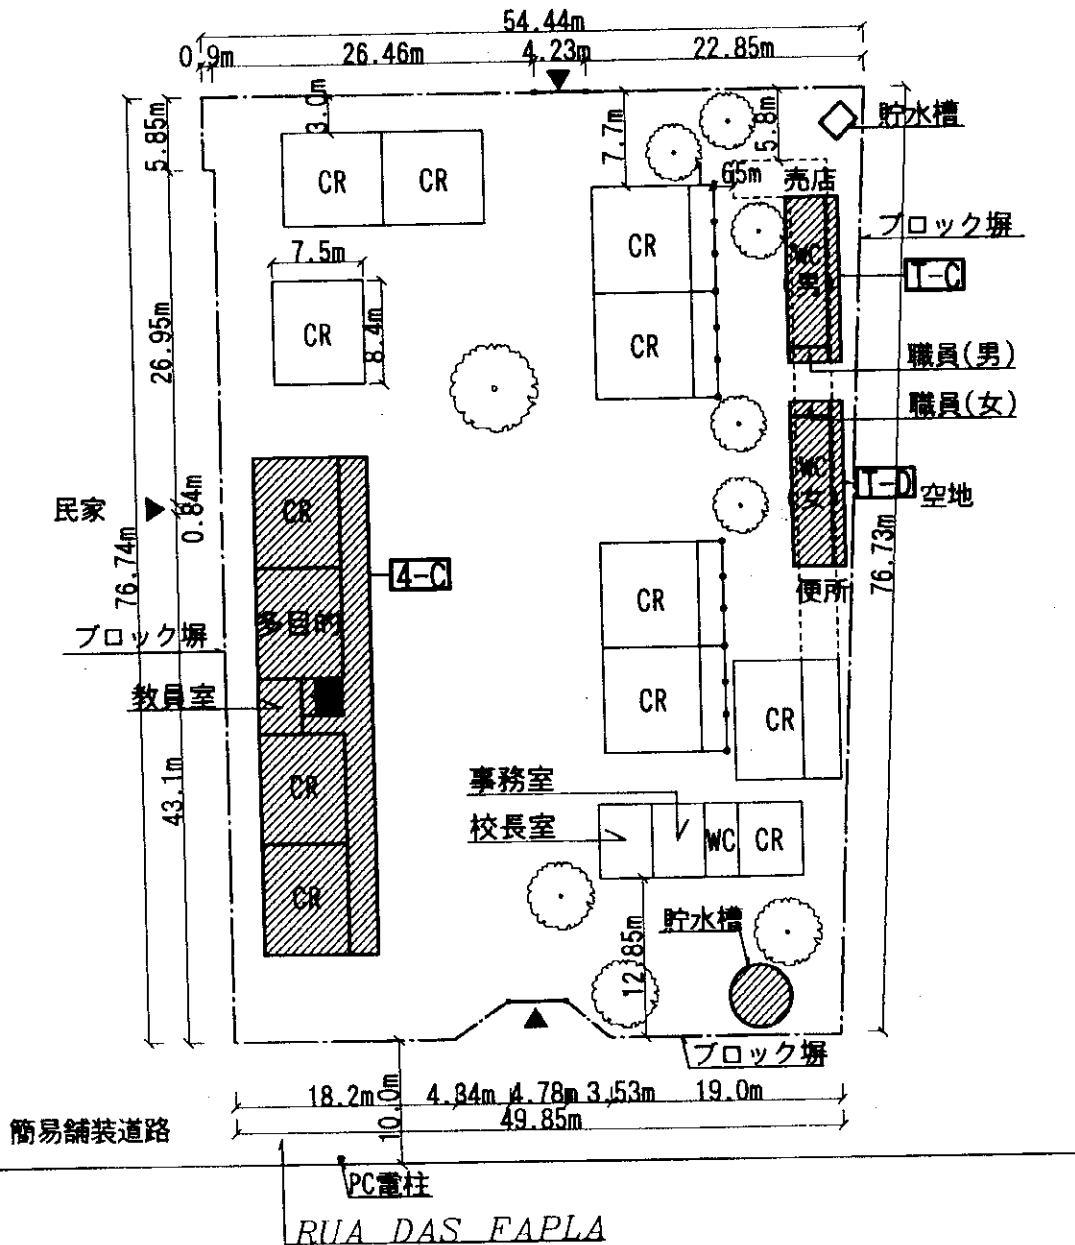 54.44m
0.9m
26.46m
4.23m
22.85m
5.85m
3.0m
7.7m
5.8m
貯水槽
CR
CR
65m
売店
ブロック塀
CR
WC
男
T-C
7.5m
26.95m
CR
8.4m
CR
職員(男)
職員(女)
民家
0.84m
CR
WC
(女)
T-D
空地
76.74m
4-C
76.73m
便所
CR
多目的
ブロック塀
教員室
CR
CR
43.1m
CR
事務室
校長室
WC
CR
CR
貯水槽
12.85m
ブロック塀
18.2m
10.0m
4.34m
4.78m
3.53m
19.0m
49.85m
簡易舗装道路
PC電柱
RUA DAS FAPLA